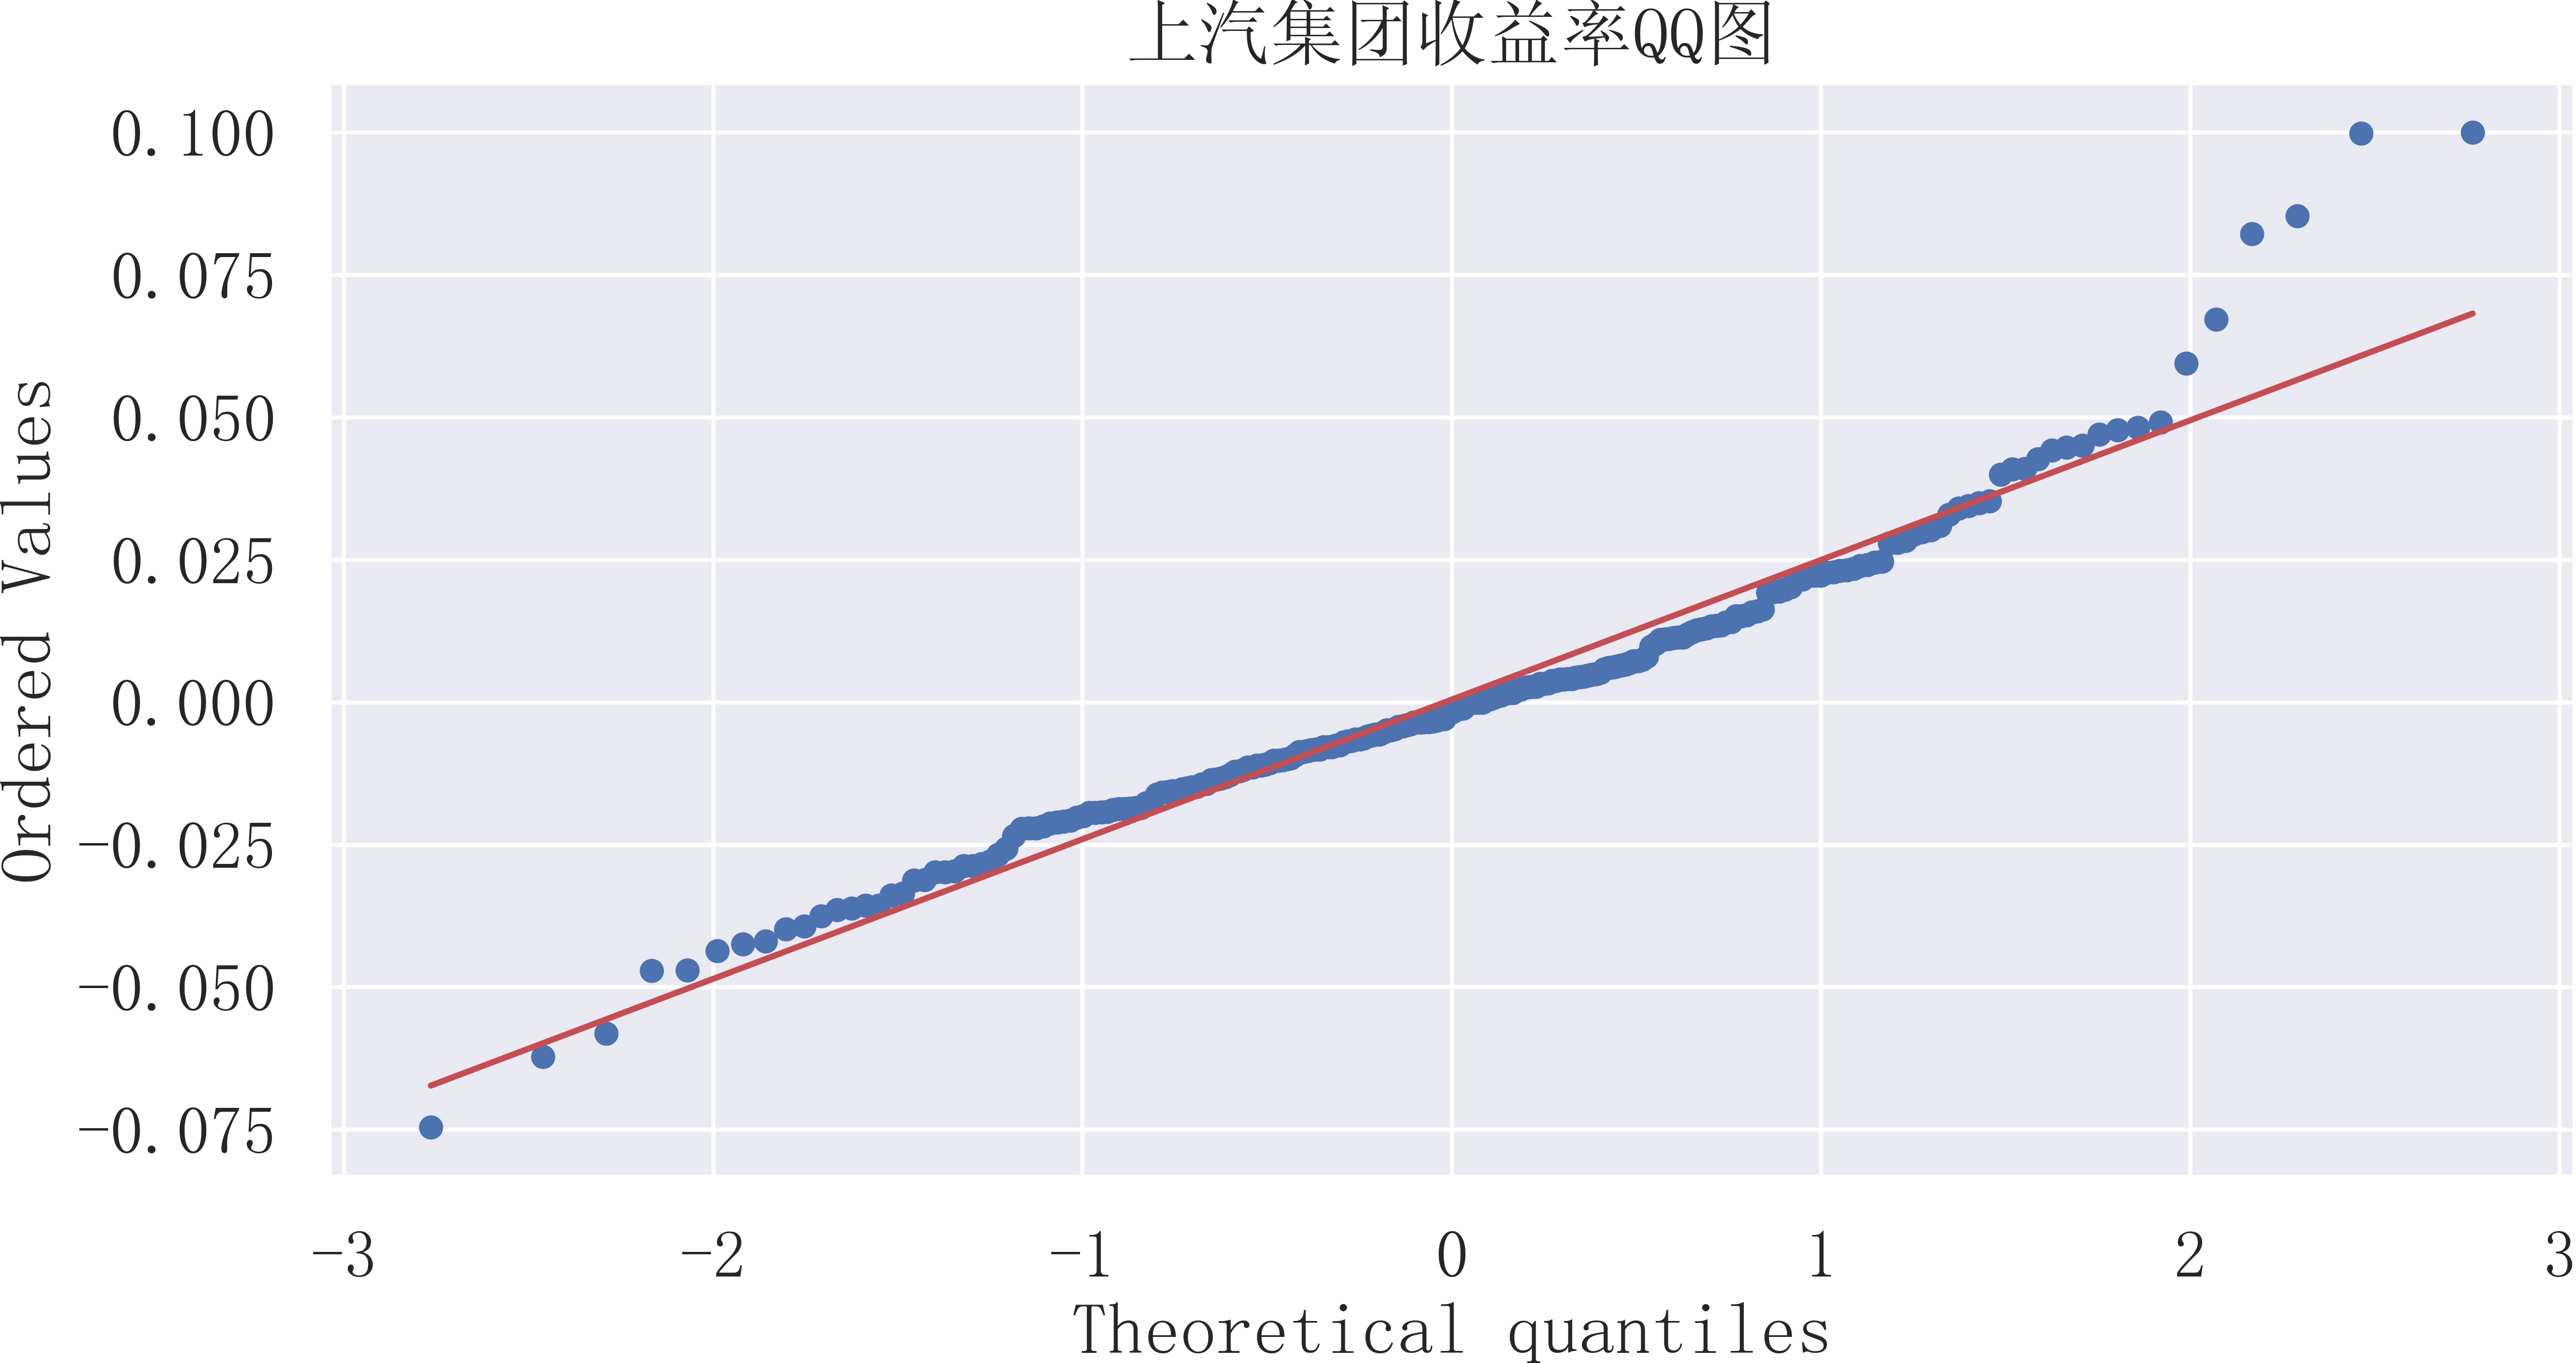 上汽集团收益率QQ图
0.100
0.075
0.050
0.025
0.000
−0.025
−0.050
−0.075
Ordered Values
−3 −2 −1 0 1 2 3
Theoretical quantiles